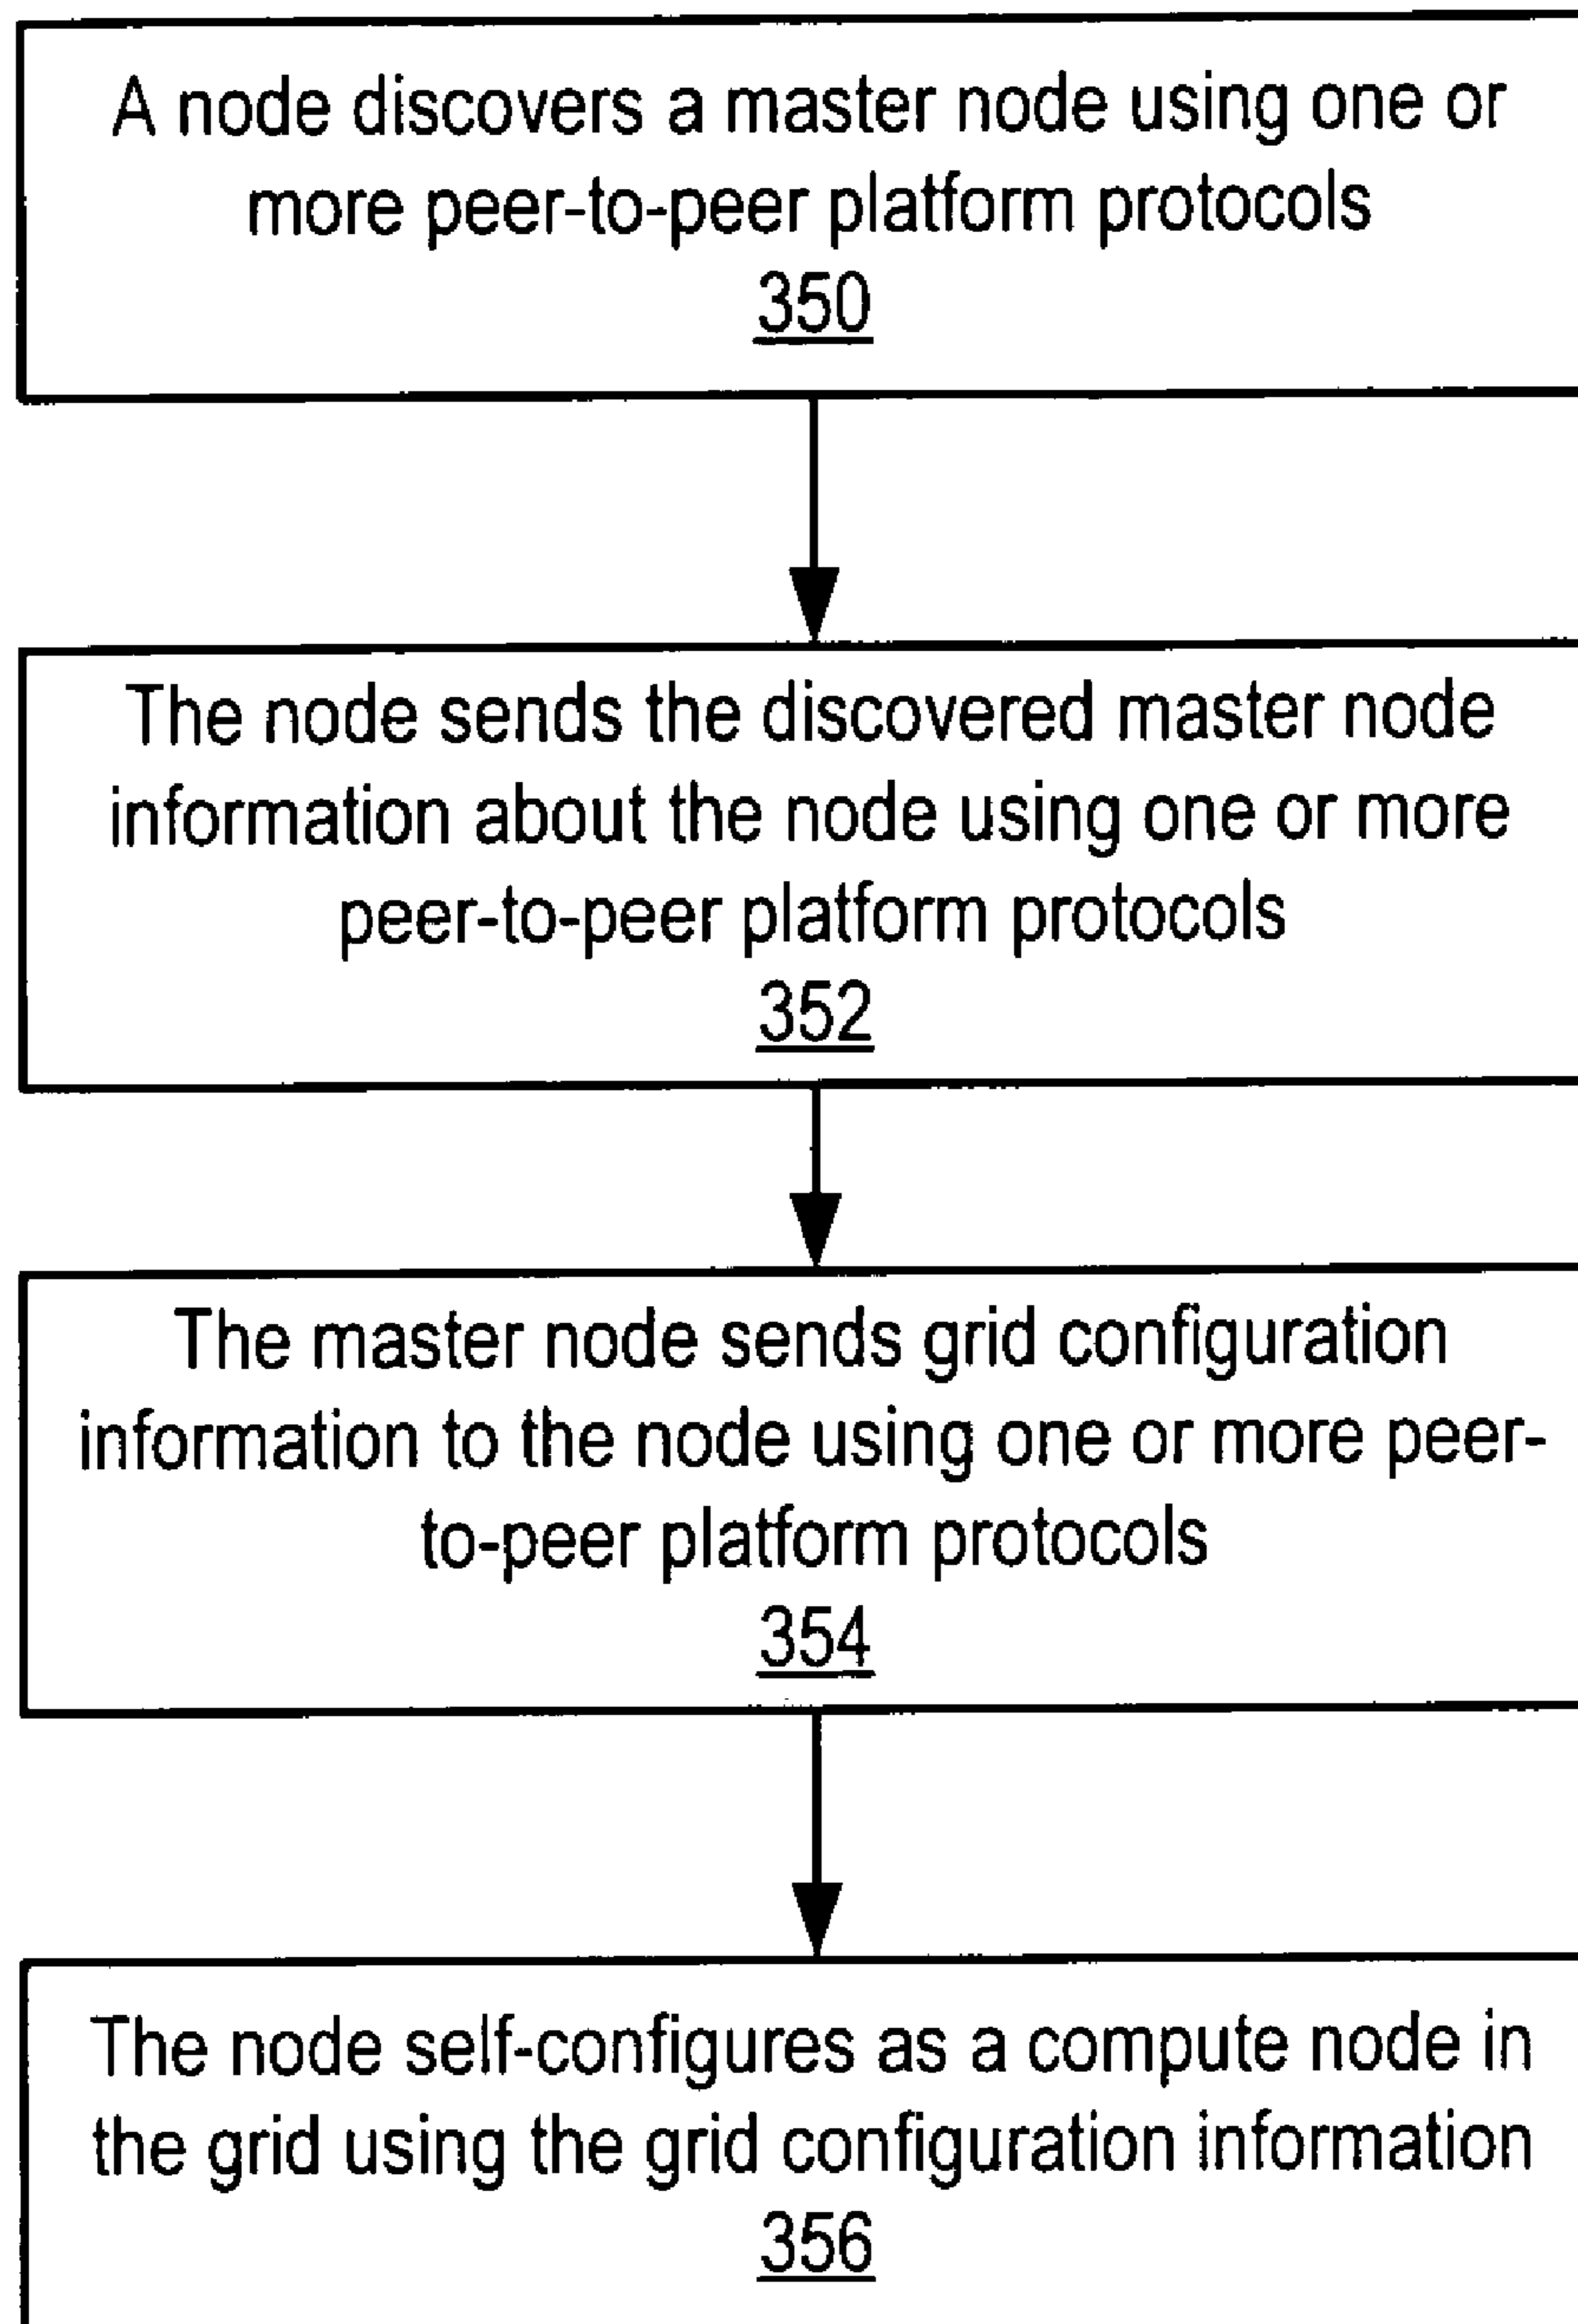 A node discovers a master node using one or
more peer-to-peer platform protocols
350
The node sends the discovered master node
information about the node using one or more
peer-to-peer platform protocols
352
The master node sends grid configuration
information to the node using one or more peer-
to-peer platform protocols
354
The node self-configures as a compute node in
the grid using the grid configuration information
356